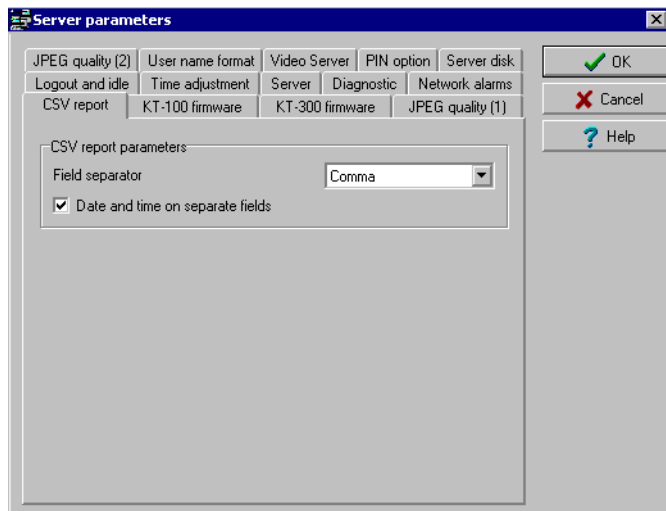 Server parameters
JPEG quality (2) User name format Video Server PIN option Server disk
Logout and idle Time adjustment Server Diagnostic Network alarms
CSV report KT-100 firmware KT-300 firmware JPEG quality (1)
CSV report parameters
Field separator Comma
Date and time on separate fields
OK
Cancel
Help